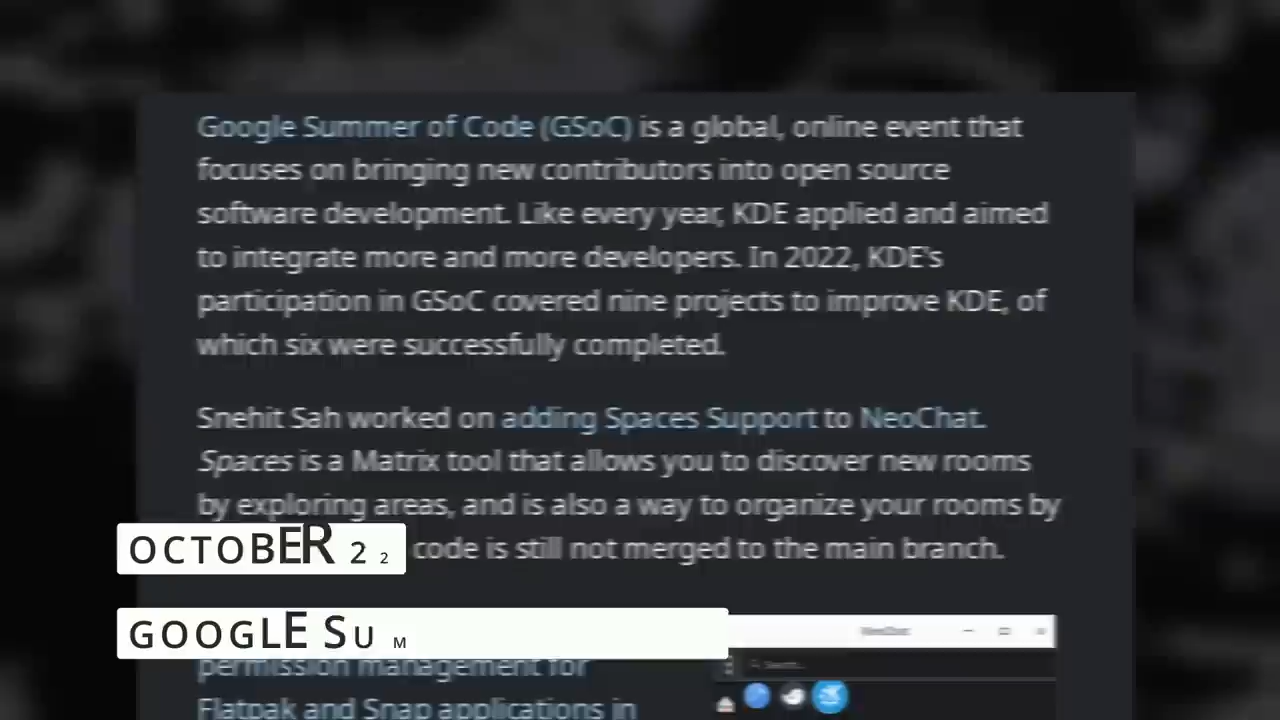 Google Summer of Code (GSoC) is a global, online event that
focuses on bringing new contributors into open source
software development. Like every year, KDE applied and aimed
to integrate more and more developers. In 2022, KDE's
participation in GSoC covered nine projects to improve KDE, of
which six were successfully completed.
Snehit Sah worked on adding Spaces Support to NeoChat.
Spaces is a Matrix tool that allows you to discover new rooms
by exploring areas, and is also a way to organize your rooms by
OCTOBER 22
code is still not merged to the main branch.
GOOGLE SUM
NeoChat
permission management for
Flatpak and Snap applications in